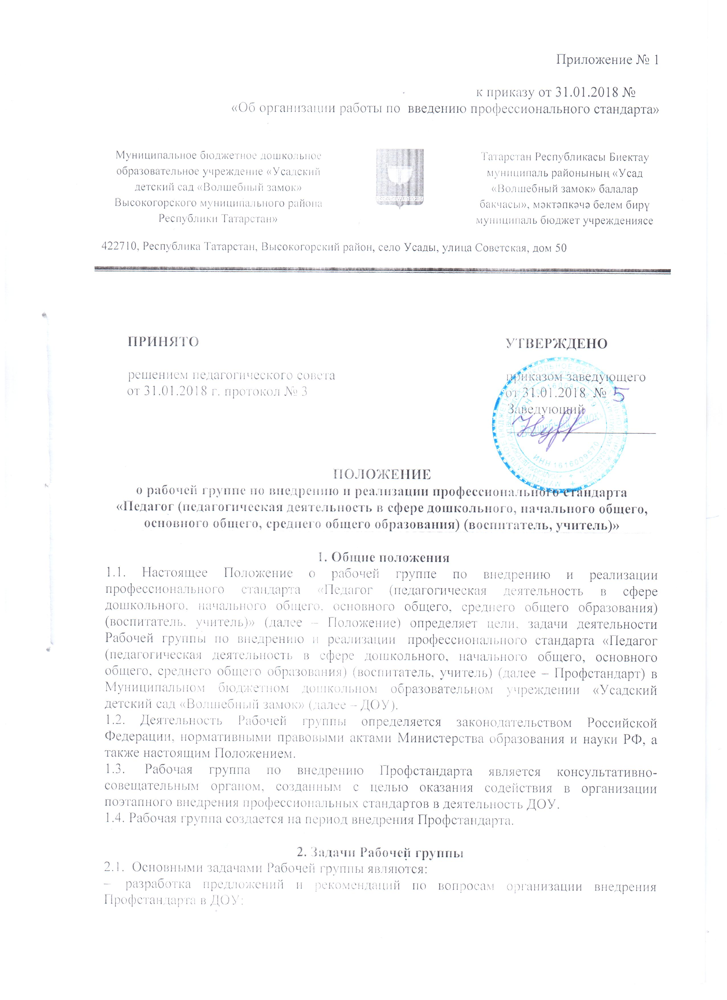 Приложение № 1
к приказу от 31.01.2018 №
«Об организации работы по введению профессионального стандарта»
Муниципальное бюджетное дошкольное
образовательное учреждение «Усадский
детский сад «Волшебный замок»
Высокогорского муниципального района
Республики Татарстан»
Татарстан Республикасы Биектау
муниципаль районының «Усад
«Волшебный замок» балалар
бакчасы», мәктәпкәчә белем бирү
муниципаль бюджет учреждениясе
422710, Республика Татарстан, Высокогорский район, село Усады, улица Советская, дом 50
ПРИНЯТО
решением педагогического совета
от 31.01.2018 г. протокол № 3
УТВЕРЖДЕНО
приказом заведующего
от 31.01.2018 № 5
Заведующий
Волшебный замок
ИНН 1616009570
ПОЛОЖЕНИЕ
о рабочей группе по внедрению и реализации профессионального стандарта
«Педагог (педагогическая деятельность в сфере дошкольного, начального общего,
основного общего, среднего общего образования) (воспитатель, учитель)»
1. Общие положения
1.1. Настоящее Положение о рабочей группе по внедрению и реализации
профессионального стандарта «Педагог (педагогическая деятельность в сфере
дошкольного, начального общего, основного общего, среднего общего образования)
(воспитатель, учитель)» (далее – Положение) определяет цели, задачи деятельности
Рабочей группы по внедрению и реализации профессионального стандарта «Педагог
(педагогическая деятельность в сфере дошкольного, начального общего, основного
общего, среднего общего образования) (воспитатель, учитель) (далее – Профстандарт) в
Муниципальном бюджетном дошкольном образовательном учреждении «Усадский
детский сад «Волшебный замок» (далее – ДОУ).
1.2. Деятельность Рабочей группы определяется законодательством Российской
Федерации, нормативными правовыми актами Министерства образования и науки РФ, а
также настоящим Положением.
1.3. Рабочая группа по внедрению Профстандарта является консультативно-
совещательным органом, созданным с целью оказания содействия в организации
поэтапного внедрения профессиональных стандартов в деятельность ДОУ.
1.4. Рабочая группа создается на период внедрения Профстандарта.
2. Задачи Рабочей группы
2.1. Основными задачами Рабочей группы являются:
– разработка предложений и рекомендаций по вопросам организации внедрения
Профстандарта в ДОУ;